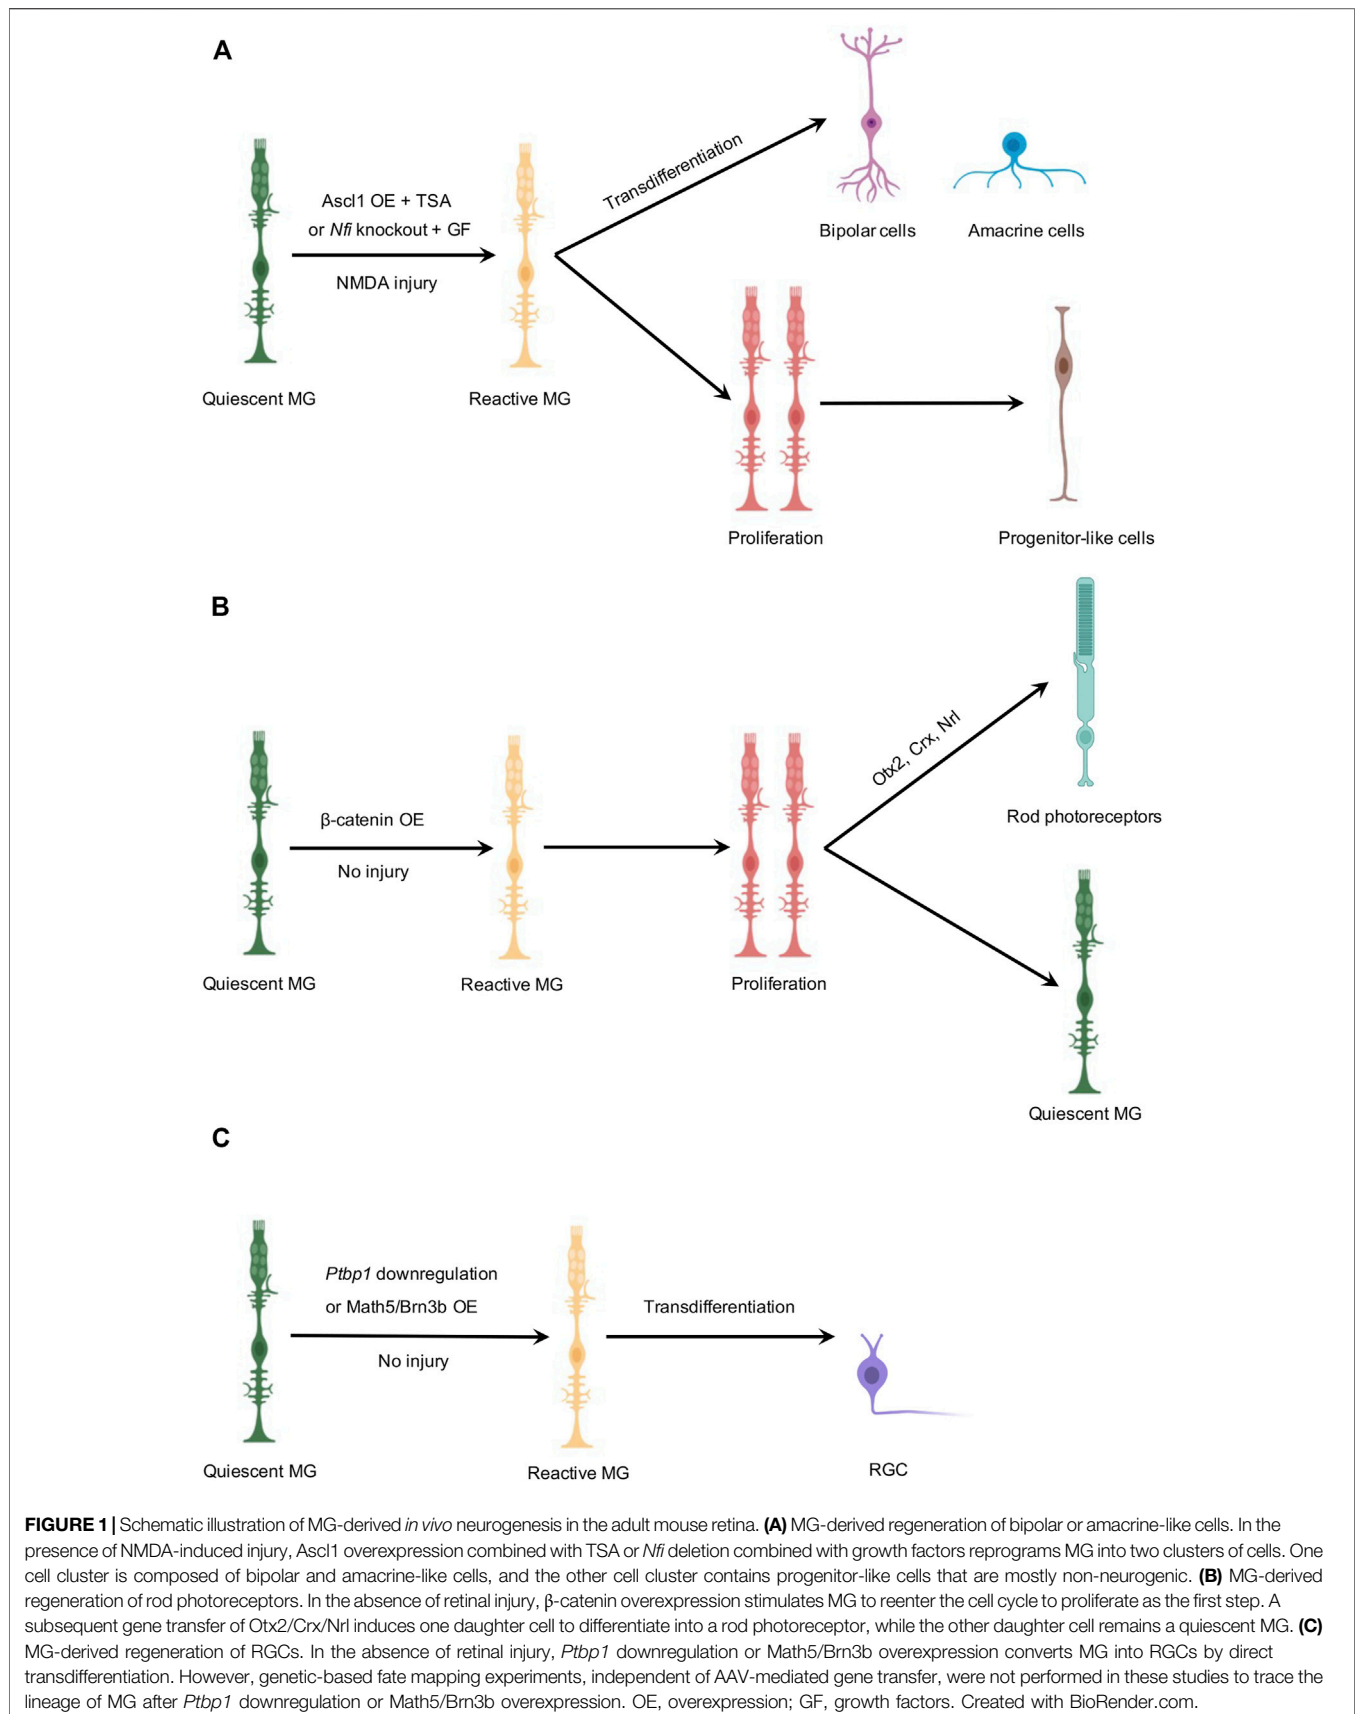 A
Ascl1 OE + TSA
or Nfi knockout + GF
NMDA injury
Transdifferentiation
Bipolar cells
Amacrine cells
Quiescent MG
Reactive MG
Proliferation
Progenitor-like cells
B
β-catenin OE
No injury
Otx2, Crx, Nrl
Rod photoreceptors
Quiescent MG
Reactive MG
Proliferation
Quiescent MG
C
Ptbp1 downregulation
or Math5/Brn3b OE
No injury
Transdifferentiation
Quiescent MG
Reactive MG
RGC
FIGURE 1 | Schematic illustration of MG-derived in vivo neurogenesis in the adult mouse retina. (A) MG-derived regeneration of bipolar or amacrine-like cells. In the
presence of NMDA-induced injury, Ascl1 overexpression combined with TSA or Nfi deletion combined with growth factors reprograms MG into two clusters of cells. One
cell cluster is composed of bipolar and amacrine-like cells, and the other cell cluster contains progenitor-like cells that are mostly non-neurogenic. (B) MG-derived
regeneration of rod photoreceptors. In the absence of retinal injury, β-catenin overexpression stimulates MG to reenter the cell cycle to proliferate as the first step. A
subsequent gene transfer of Otx2/Crx/Nrl induces one daughter cell to differentiate into a rod photoreceptor, while the other daughter cell remains a quiescent MG. (C)
MG-derived regeneration of RGCs. In the absence of retinal injury, Ptbp1 downregulation or Math5/Brn3b overexpression converts MG into RGCs by direct
transdifferentiation. However, genetic-based fate mapping experiments, independent of AAV-mediated gene transfer, were not performed in these studies to trace the
lineage of MG after Ptbp1 downregulation or Math5/Brn3b overexpression. OE, overexpression; GF, growth factors. Created with BioRender.com.